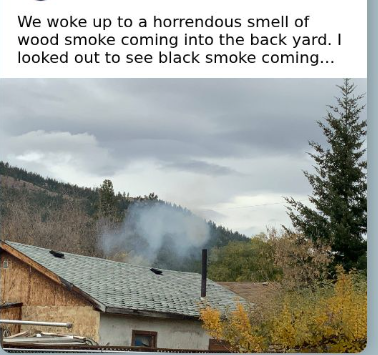 We woke up to a horrendous smell of
wood smoke coming into the back yard. I
looked out to see black smoke coming...